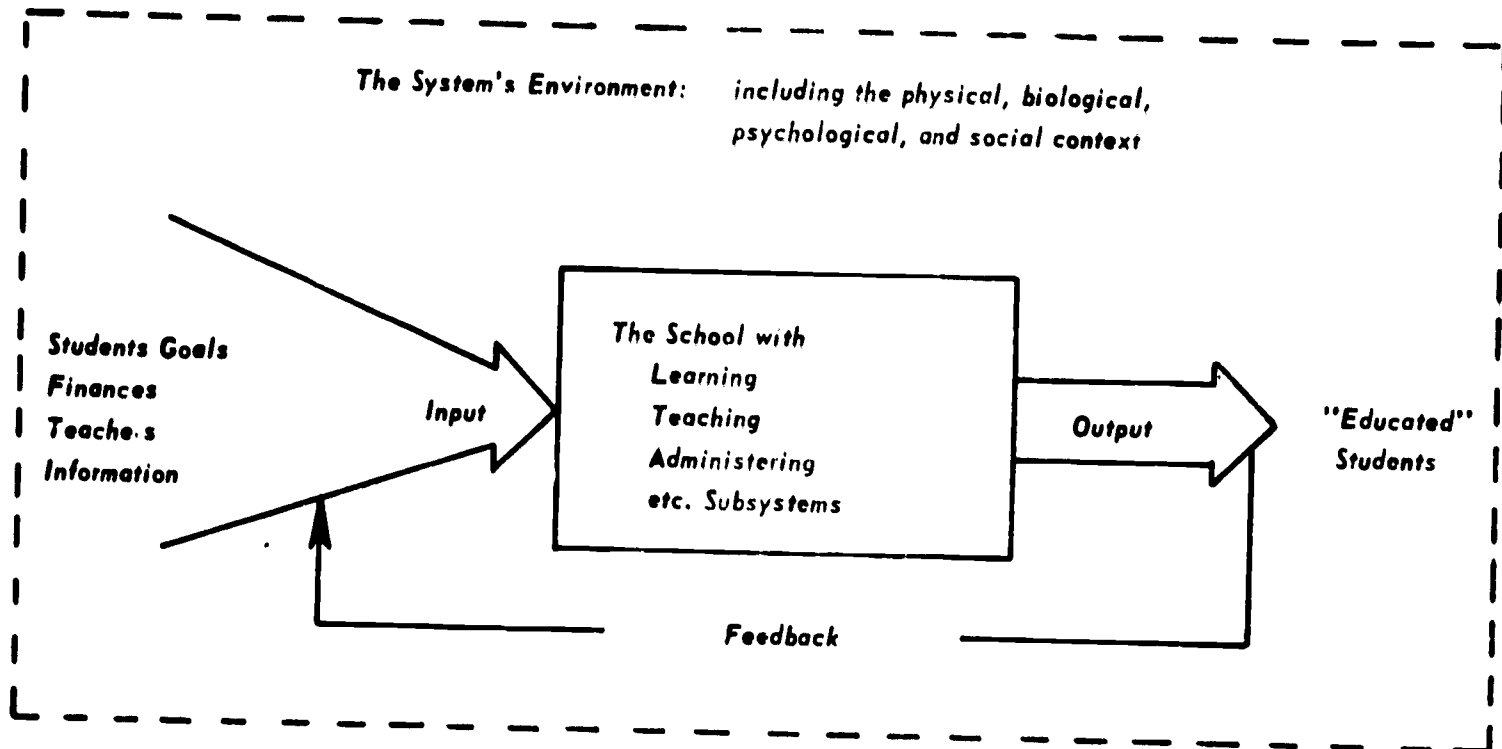 The System's Environment: including the physical, biological,
psychological, and social context
Students Goals
Finances
Teache.s
Information
Input
The School with
Learning
Teaching
Administering
etc. Subsystems
Output
"Educated"
Students
Feedback